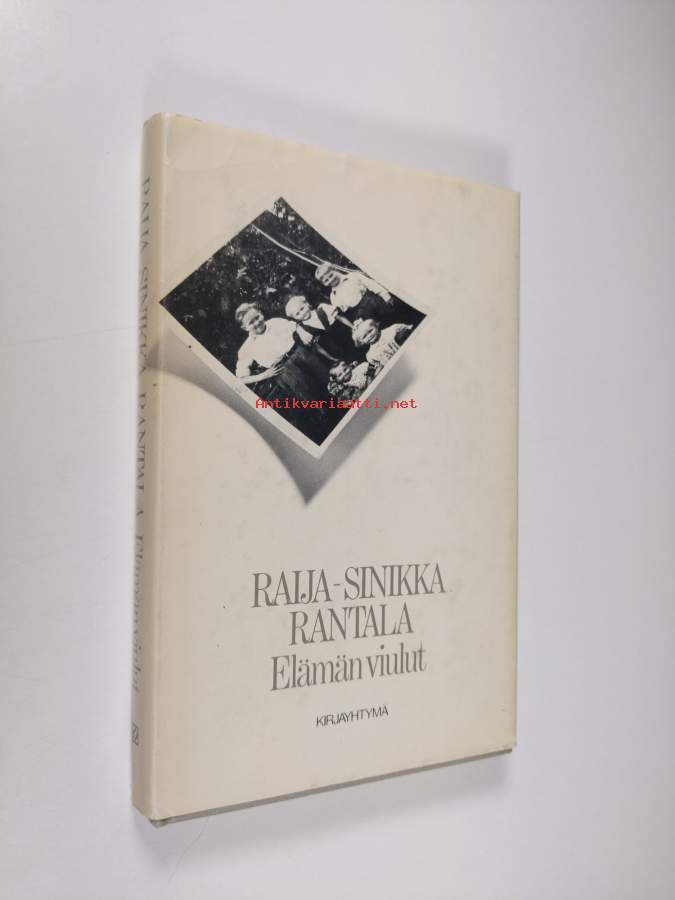 Antikvariaatti.net
RAIJA-SINIKKA
RANTALA
Elämän viulut
KIRJAYHTYMÄ
RAIJA-SINIKKA RANTALA Elämän viulut